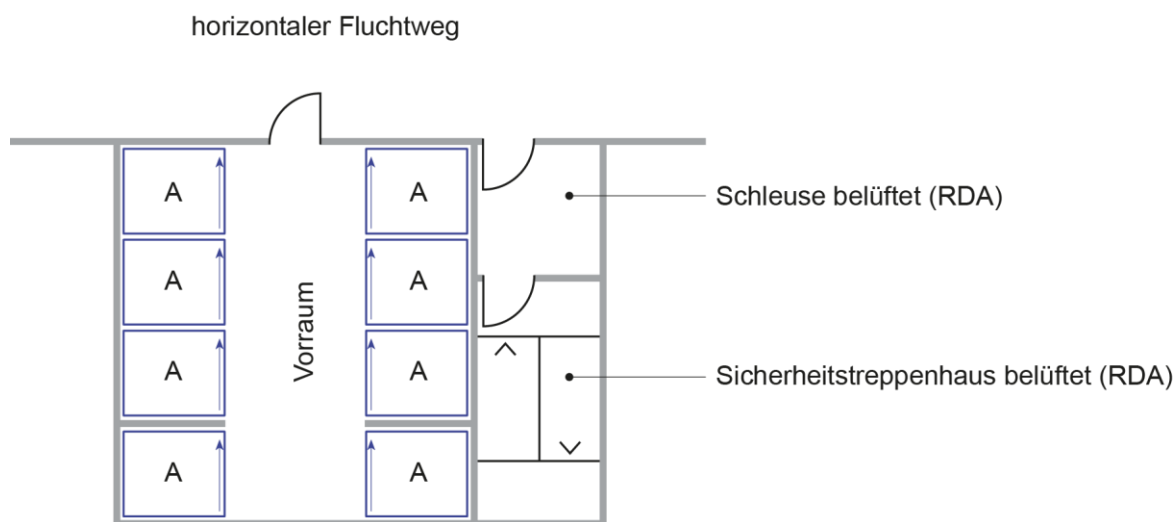 horizontaler Fluchtweg
A
A
Schleuse belüftet (RDA)
A
A
Vorraum
A
A
Sicherheitstreppenhaus belüftet (RDA)
A
A